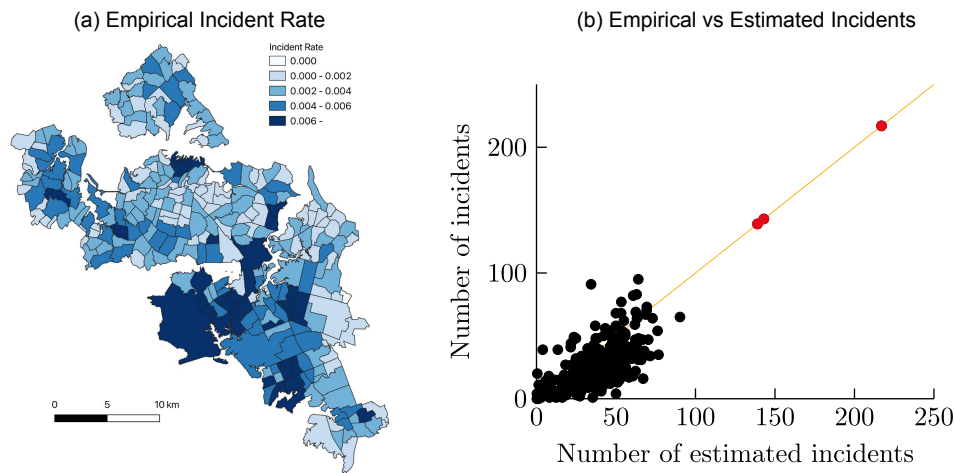 (a) Empirical Incident Rate
Incident Rate
0.000
0.000 - 0.002
0.002 - 0.004
0.004 - 0.006
0.006 -
0 5 10 km
(b) Empirical vs Estimated Incidents
Number of incidents
200
100
0
0 50 100 150 200 250
Number of estimated incidents